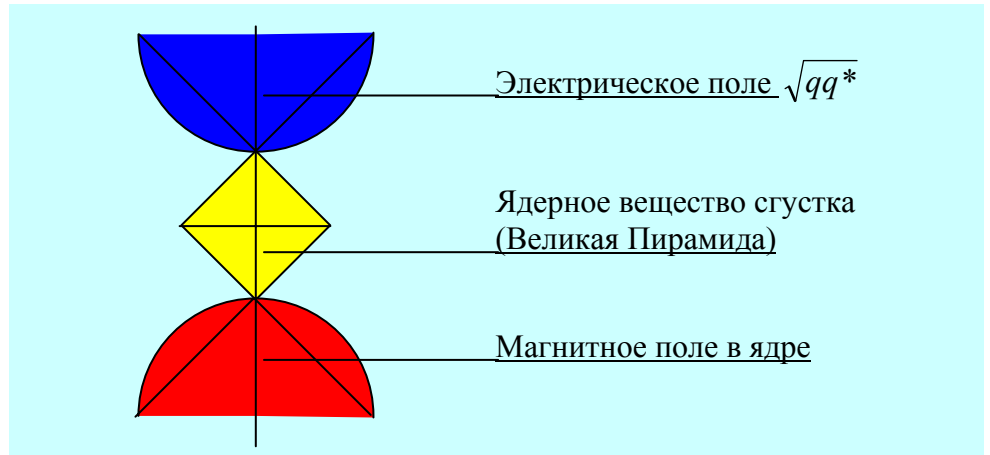 Электрическое поле √qq*
Ядерное вещество сгустка
(Великая Пирамида)
Магнитное поле в ядре